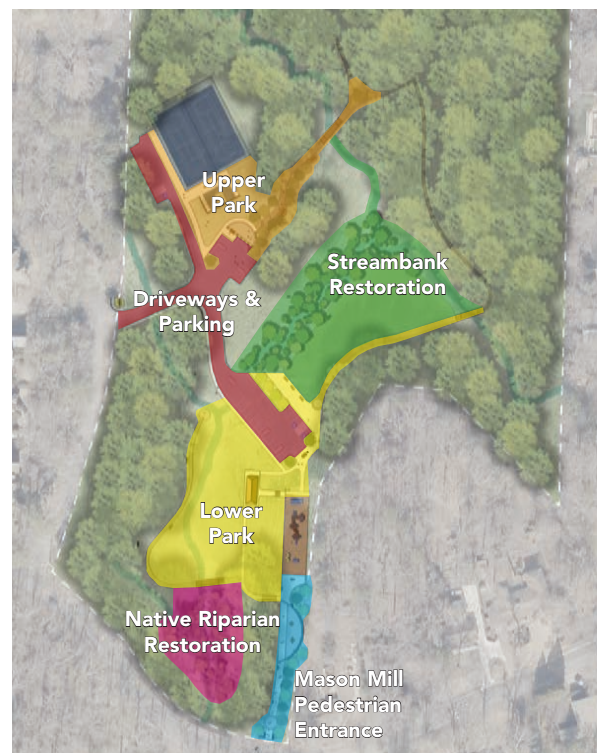 Upper
Park
Streambank
Restoration
Driveways &
Parking
Lower
Park
Native Riparian
Restoration
Mason Mill
Pedestrian
Entrance